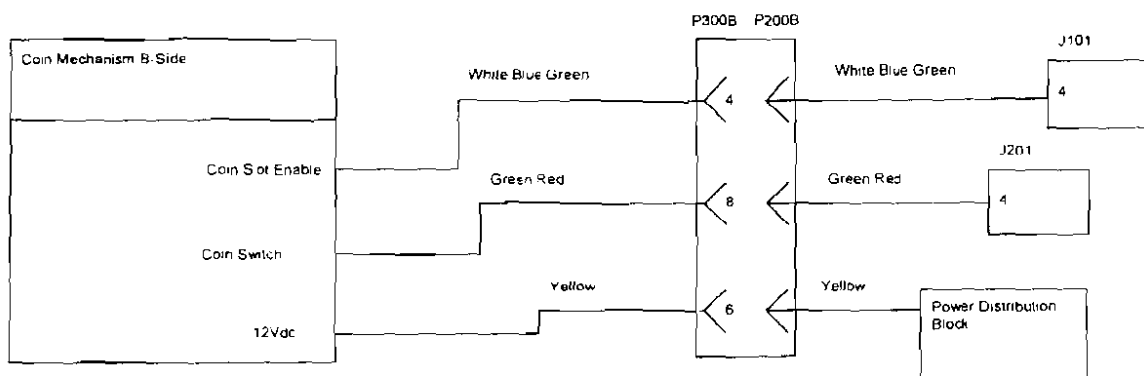 P300B P200B
J101
Coin Mechanism B-Side
White Blue Green
White Blue Green
4
4
Coin Slot Enable
J201
Green Red
Green Red
8
4
Coin Switch
Yellow
Yellow
6
Power Distribution
Block
12Vdc